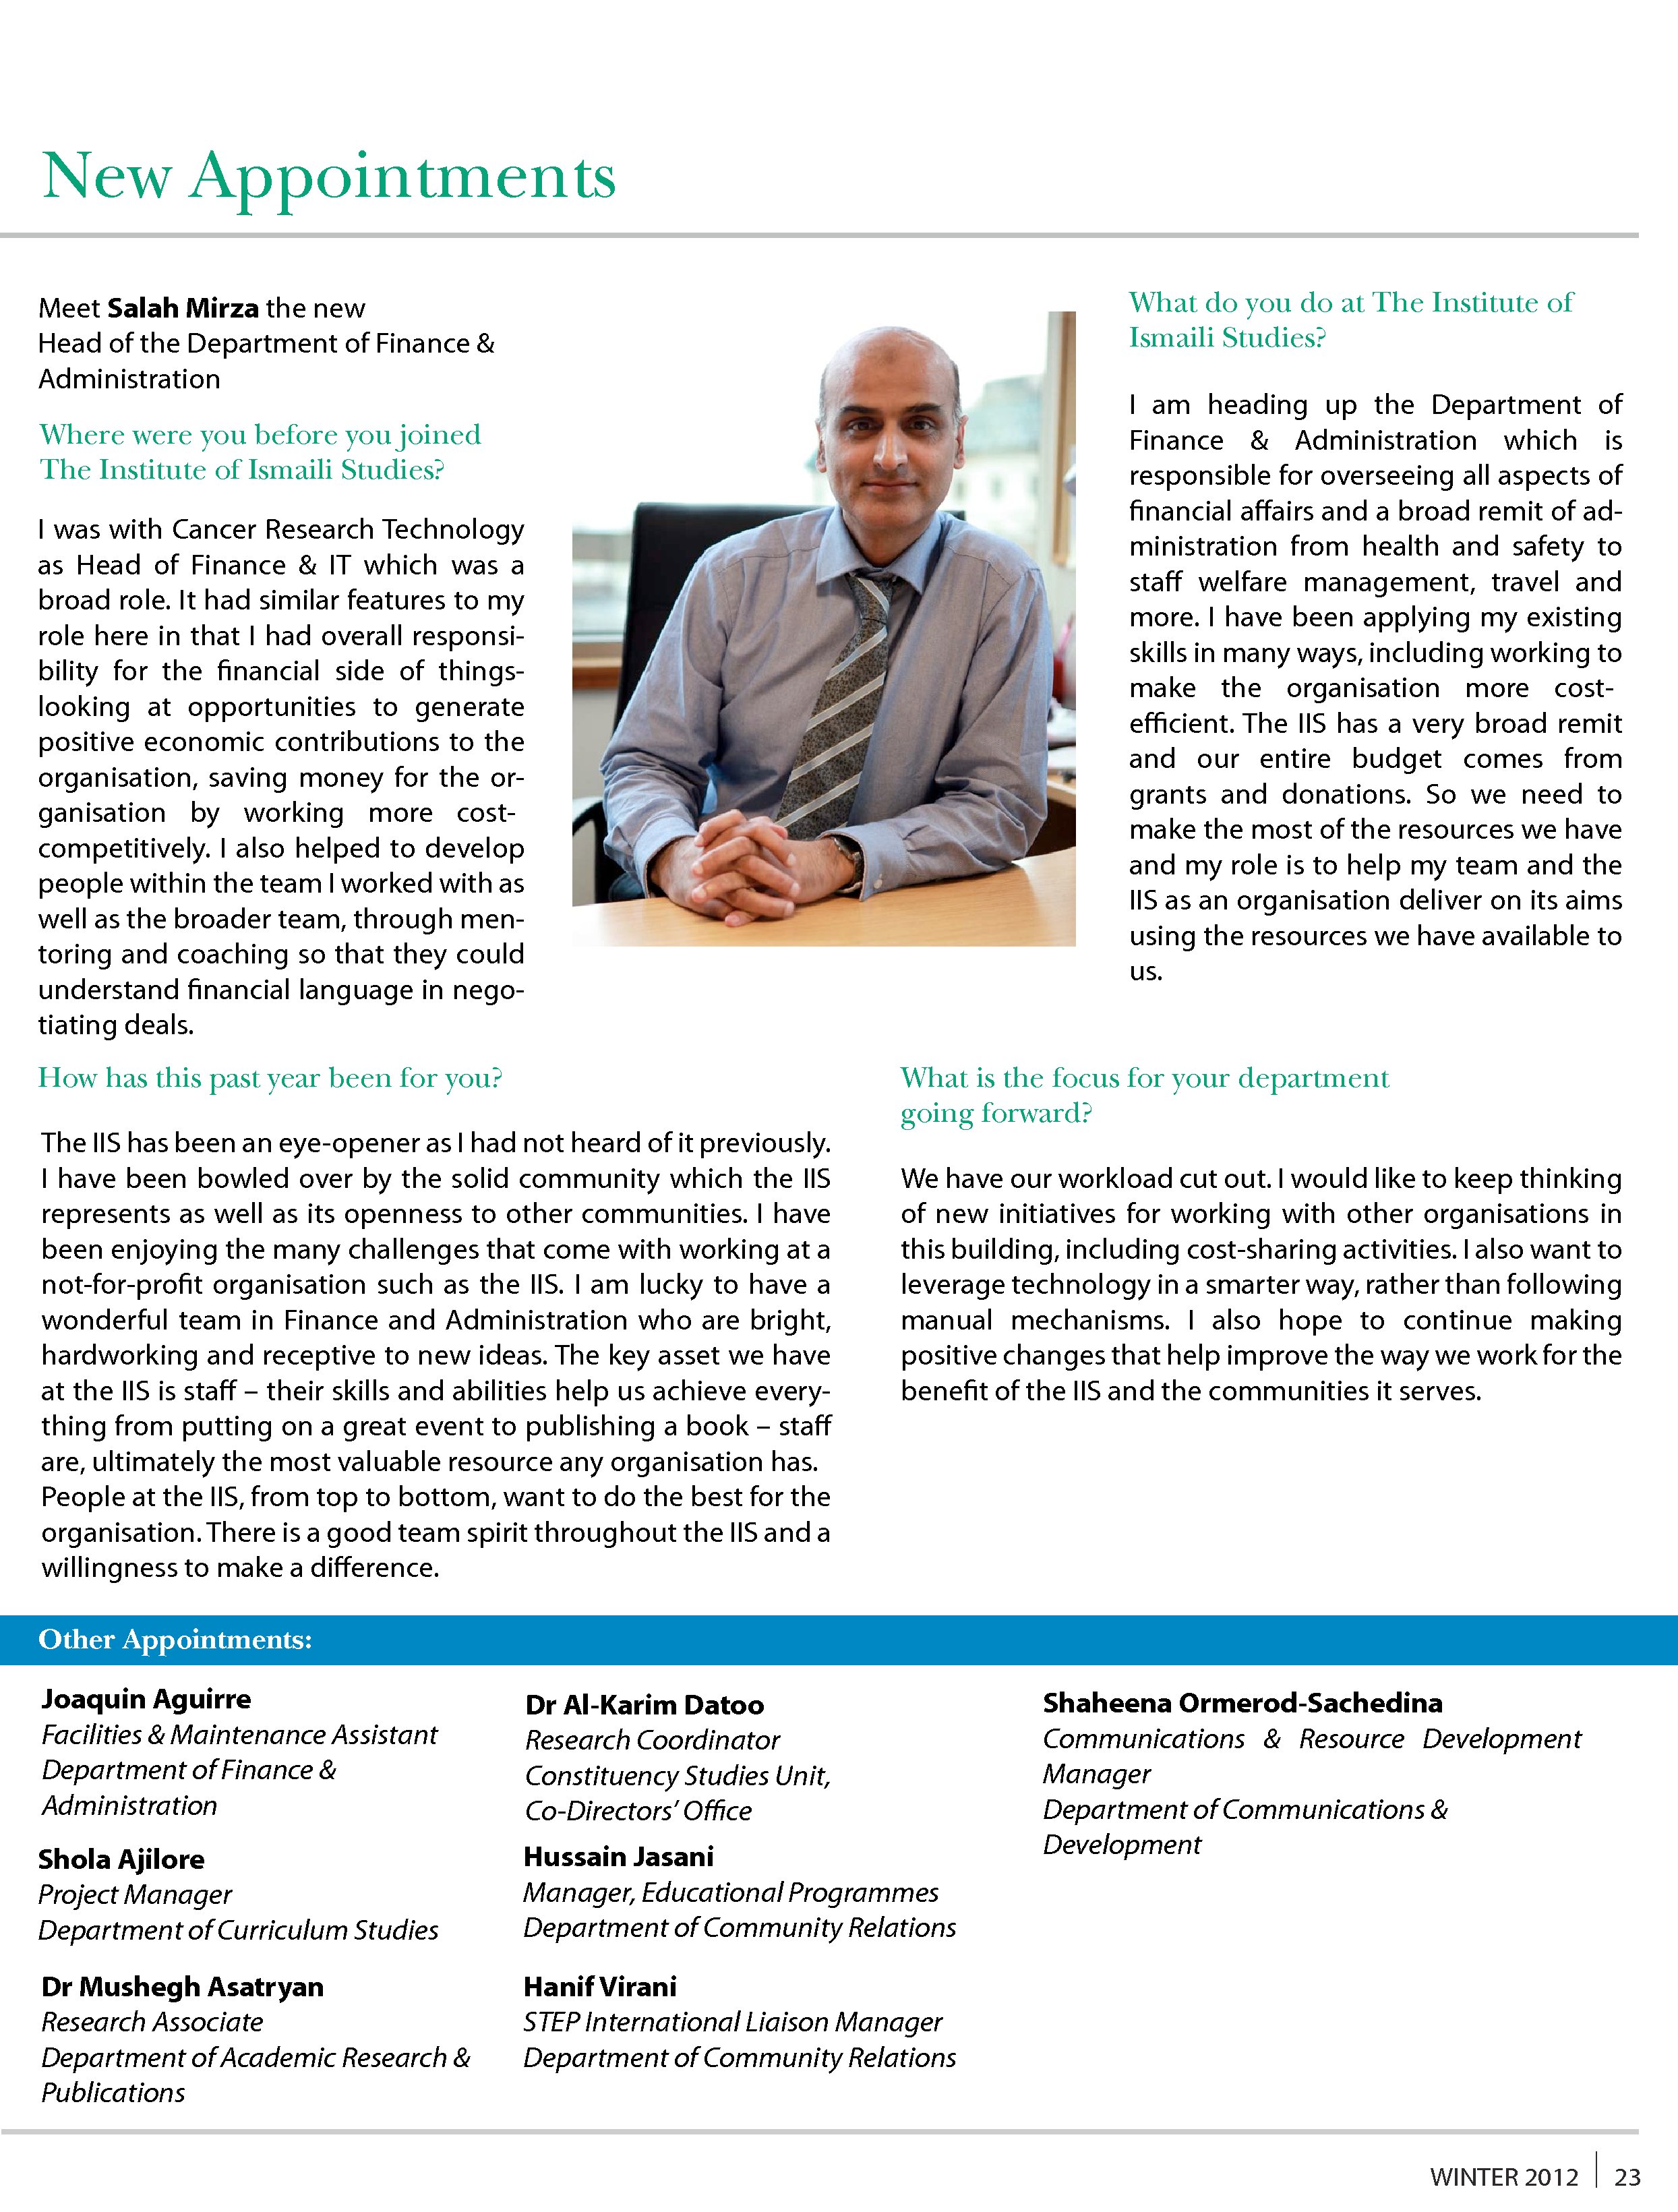 New Appointments
Meet Salah Mirza the new
Head of the Department of Finance &
Administration
Where were you before you joined
The Institute of Ismaili Studies?
I was with Cancer Research Technology
as Head of Finance & IT which was a
broad role. It had similar features to my
role here in that I had overall responsi-
bility for the financial side of things-
looking at opportunities to generate
positive economic contributions to the
organisation, saving money for the or-
ganisation by working more cost-
competitively. I also helped to develop
people within the team I worked with as
well as the broader team, through men-
toring and coaching so that they could
understand financial language in nego-
tiating deals.
What do you do at The Institute of
Ismaili Studies?
I am heading up the Department of
Finance & Administration which is
responsible for overseeing all aspects of
financial affairs and a broad remit of ad-
ministration from health and safety to
staff welfare management, travel and
more. I have been applying my existing
skills in many ways, including working to
make the organisation more cost-
efficient. The IIS has a very broad remit
and our entire budget comes from
grants and donations. So we need to
make the most of the resources we have
and my role is to help my team and the
IIS as an organisation deliver on its aims
using the resources we have available to
us.
How has this past year been for you?
The IIS has been an eye-opener as I had not heard of it previously.
I have been bowled over by the solid community which the IIS
represents as well as its openness to other communities. I have
been enjoying the many challenges that come with working at a
not-for-profit organisation such as the IIS. I am lucky to have a
wonderful team in Finance and Administration who are bright,
hardworking and receptive to new ideas. The key asset we have
at the IIS is staff – their skills and abilities help us achieve every-
thing from putting on a great event to publishing a book – staff
are, ultimately the most valuable resource any organisation has.
People at the IIS, from top to bottom, want to do the best for the
organisation. There is a good team spirit throughout the IIS and a
willingness to make a difference.
What is the focus for your department
going forward?
We have our workload cut out. I would like to keep thinking
of new initiatives for working with other organisations in
this building, including cost-sharing activities. I also want to
leverage technology in a smarter way, rather than following
manual mechanisms. I also hope to continue making
positive changes that help improve the way we work for the
benefit of the IIS and the communities it serves.
Other Appointments:
Joaquin Aguirre
Facilities & Maintenance Assistant
Department of Finance &
Administration
Shola Ajilore
Project Manager
Department of Curriculum Studies
Dr Mushegh Asatryan
Research Associate
Department of Academic Research &
Publications
Dr Al-Karim Datoo
Research Coordinator
Constituency Studies Unit,
Co-Directors’ Office
Hussain Jasani
Manager, Educational Programmes
Department of Community Relations
Hanif Virani
STEP International Liaison Manager
Department of Community Relations
Shaheena Ormerod-Sachedina
Communications & Resource Development
Manager
Department of Communications &
Development
WINTER 2012 | 23